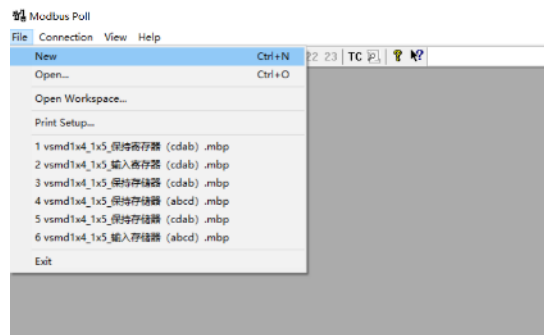 Modbus Poll
File Connection View Help
New Ctrl+N 22 23 TC
Open... Ctrl+O
Open Workspace...
Print Setup...
1 vsmd1x4_1x5_保持寄存器（cdab）.mbp
2 vsmd1x4_1x5_输入寄存器（cdab）.mbp
3 vsmd1x4_1x5_保持存储器（cdab）.mbp
4 vsmd1x4_1x5_保持存储器（abcd）.mbp
5 vsmd1x4_1x5_保持存储器（cdab）.mbp
6 vsmd1x4_1x5_输入存储器（abcd）.mbp
Exit